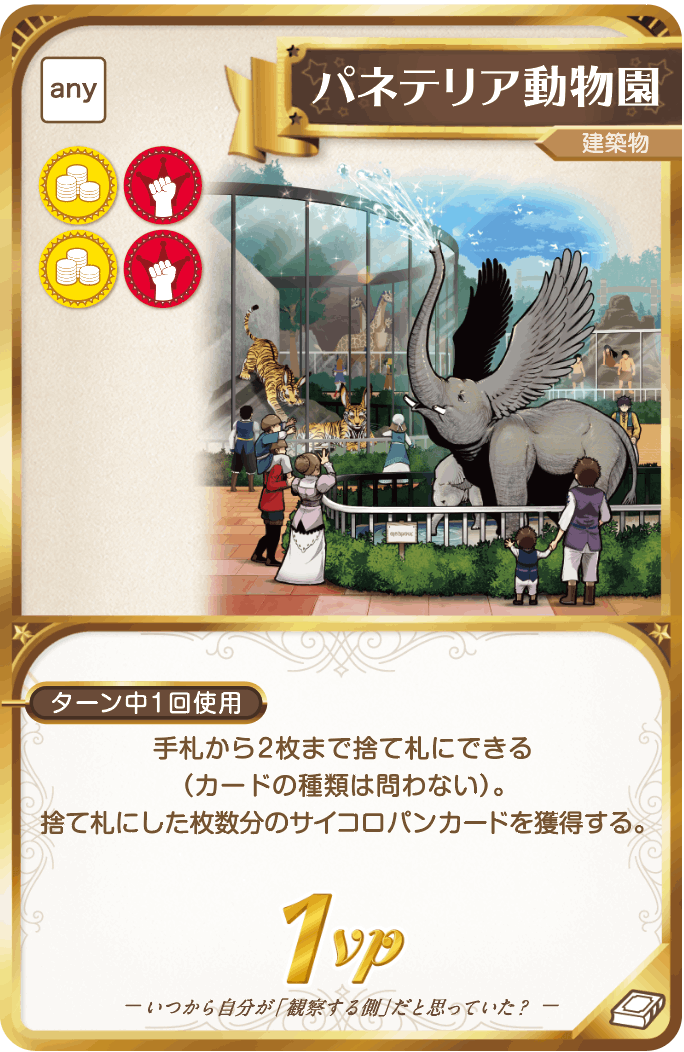 any
パネテリア動物園
建築物
ターン中1回使用
手札から2枚まで捨て札にできる
（カードの種類は問わない）。
捨て札にした枚数分のサイコロパンカードを獲得する。
1vp
― いつから自分が「観察する側」だと思っていた？ ―